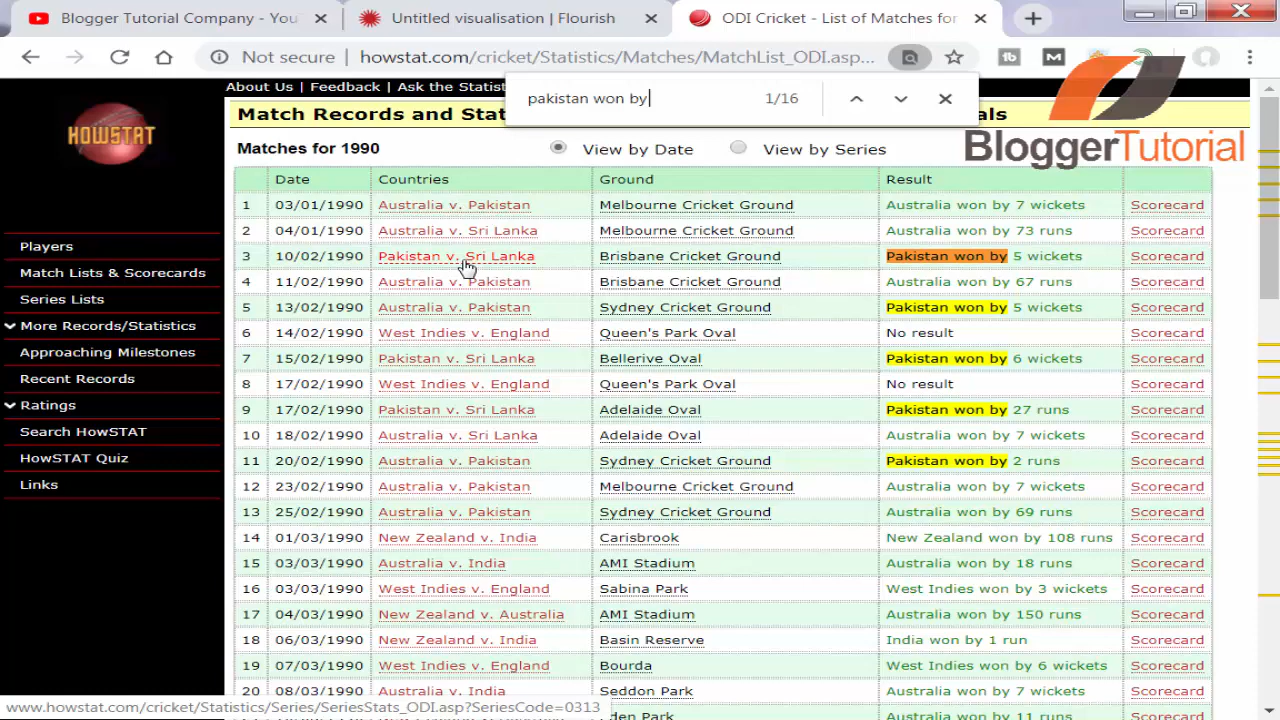 Blogger Tutorial Company - You
Untitled visualisation | Flourish
ODI Cricket - List of Matches for
Not secure howstat.com/cricket/Statistics/Matches/MatchList_ODI.asp...
pakistan won by 1/16
BloggerTutorial
HOWSTAT
About Us | Feedback | Ask the Statist
Match Records and Stat als
Matches for 1990 View by Date View by Series
Date Countries Ground Result
1 03/01/1990 Australia v. Pakistan Melbourne Cricket Ground Australia won by 7 wickets Scorecard
2 04/01/1990 Australia v. Sri Lanka Melbourne Cricket Ground Australia won by 73 runs Scorecard
3 10/02/1990 Pakistan v. Sri Lanka Brisbane Cricket Ground Pakistan won by 5 wickets Scorecard
4 11/02/1990 Australia v. Pakistan Brisbane Cricket Ground Australia won by 67 runs Scorecard
5 13/02/1990 Australia v. Pakistan Sydney Cricket Ground Pakistan won by 5 wickets Scorecard
6 14/02/1990 West Indies v. England Queen's Park Oval No result Scorecard
7 15/02/1990 Pakistan v. Sri Lanka Bellerive Oval Pakistan won by 6 wickets Scorecard
8 17/02/1990 West Indies v. England Queen's Park Oval No result Scorecard
9 17/02/1990 Pakistan v. Sri Lanka Adelaide Oval Pakistan won by 27 runs Scorecard
10 18/02/1990 Australia v. Sri Lanka Adelaide Oval Australia won by 7 wickets Scorecard
11 20/02/1990 Australia v. Pakistan Sydney Cricket Ground Pakistan won by 2 runs Scorecard
12 23/02/1990 Australia v. Pakistan Melbourne Cricket Ground Australia won by 7 wickets Scorecard
13 25/02/1990 Australia v. Pakistan Sydney Cricket Ground Australia won by 69 runs Scorecard
14 01/03/1990 New Zealand v. India Carisbrook New Zealand won by 108 runs Scorecard
15 03/03/1990 Australia v. India AMI Stadium Australia won by 18 runs Scorecard
16 03/03/1990 West Indies v. England Sabina Park West Indies won by 3 wickets Scorecard
17 04/03/1990 New Zealand v. Australia AMI Stadium Australia won by 150 runs Scorecard
18 06/03/1990 New Zealand v. India Basin Reserve India won by 1 run Scorecard
19 07/03/1990 West Indies v. England Bourda West Indies won by 6 wickets Scorecard
20 08/03/1990 Australia v. India Seddon Park Australia won by 7 wickets Scorecard
Australia won by 11 runs Scorecard
Players
Match Lists & Scorecards
Series Lists
More Records/Statistics
Approaching Milestones
Recent Records
Ratings
Search HowSTAT
HowSTAT Quiz
Links
www.howstat.com/cricket/Statistics/Series/SeriesStats_ODI.asp?SeriesCode=0313